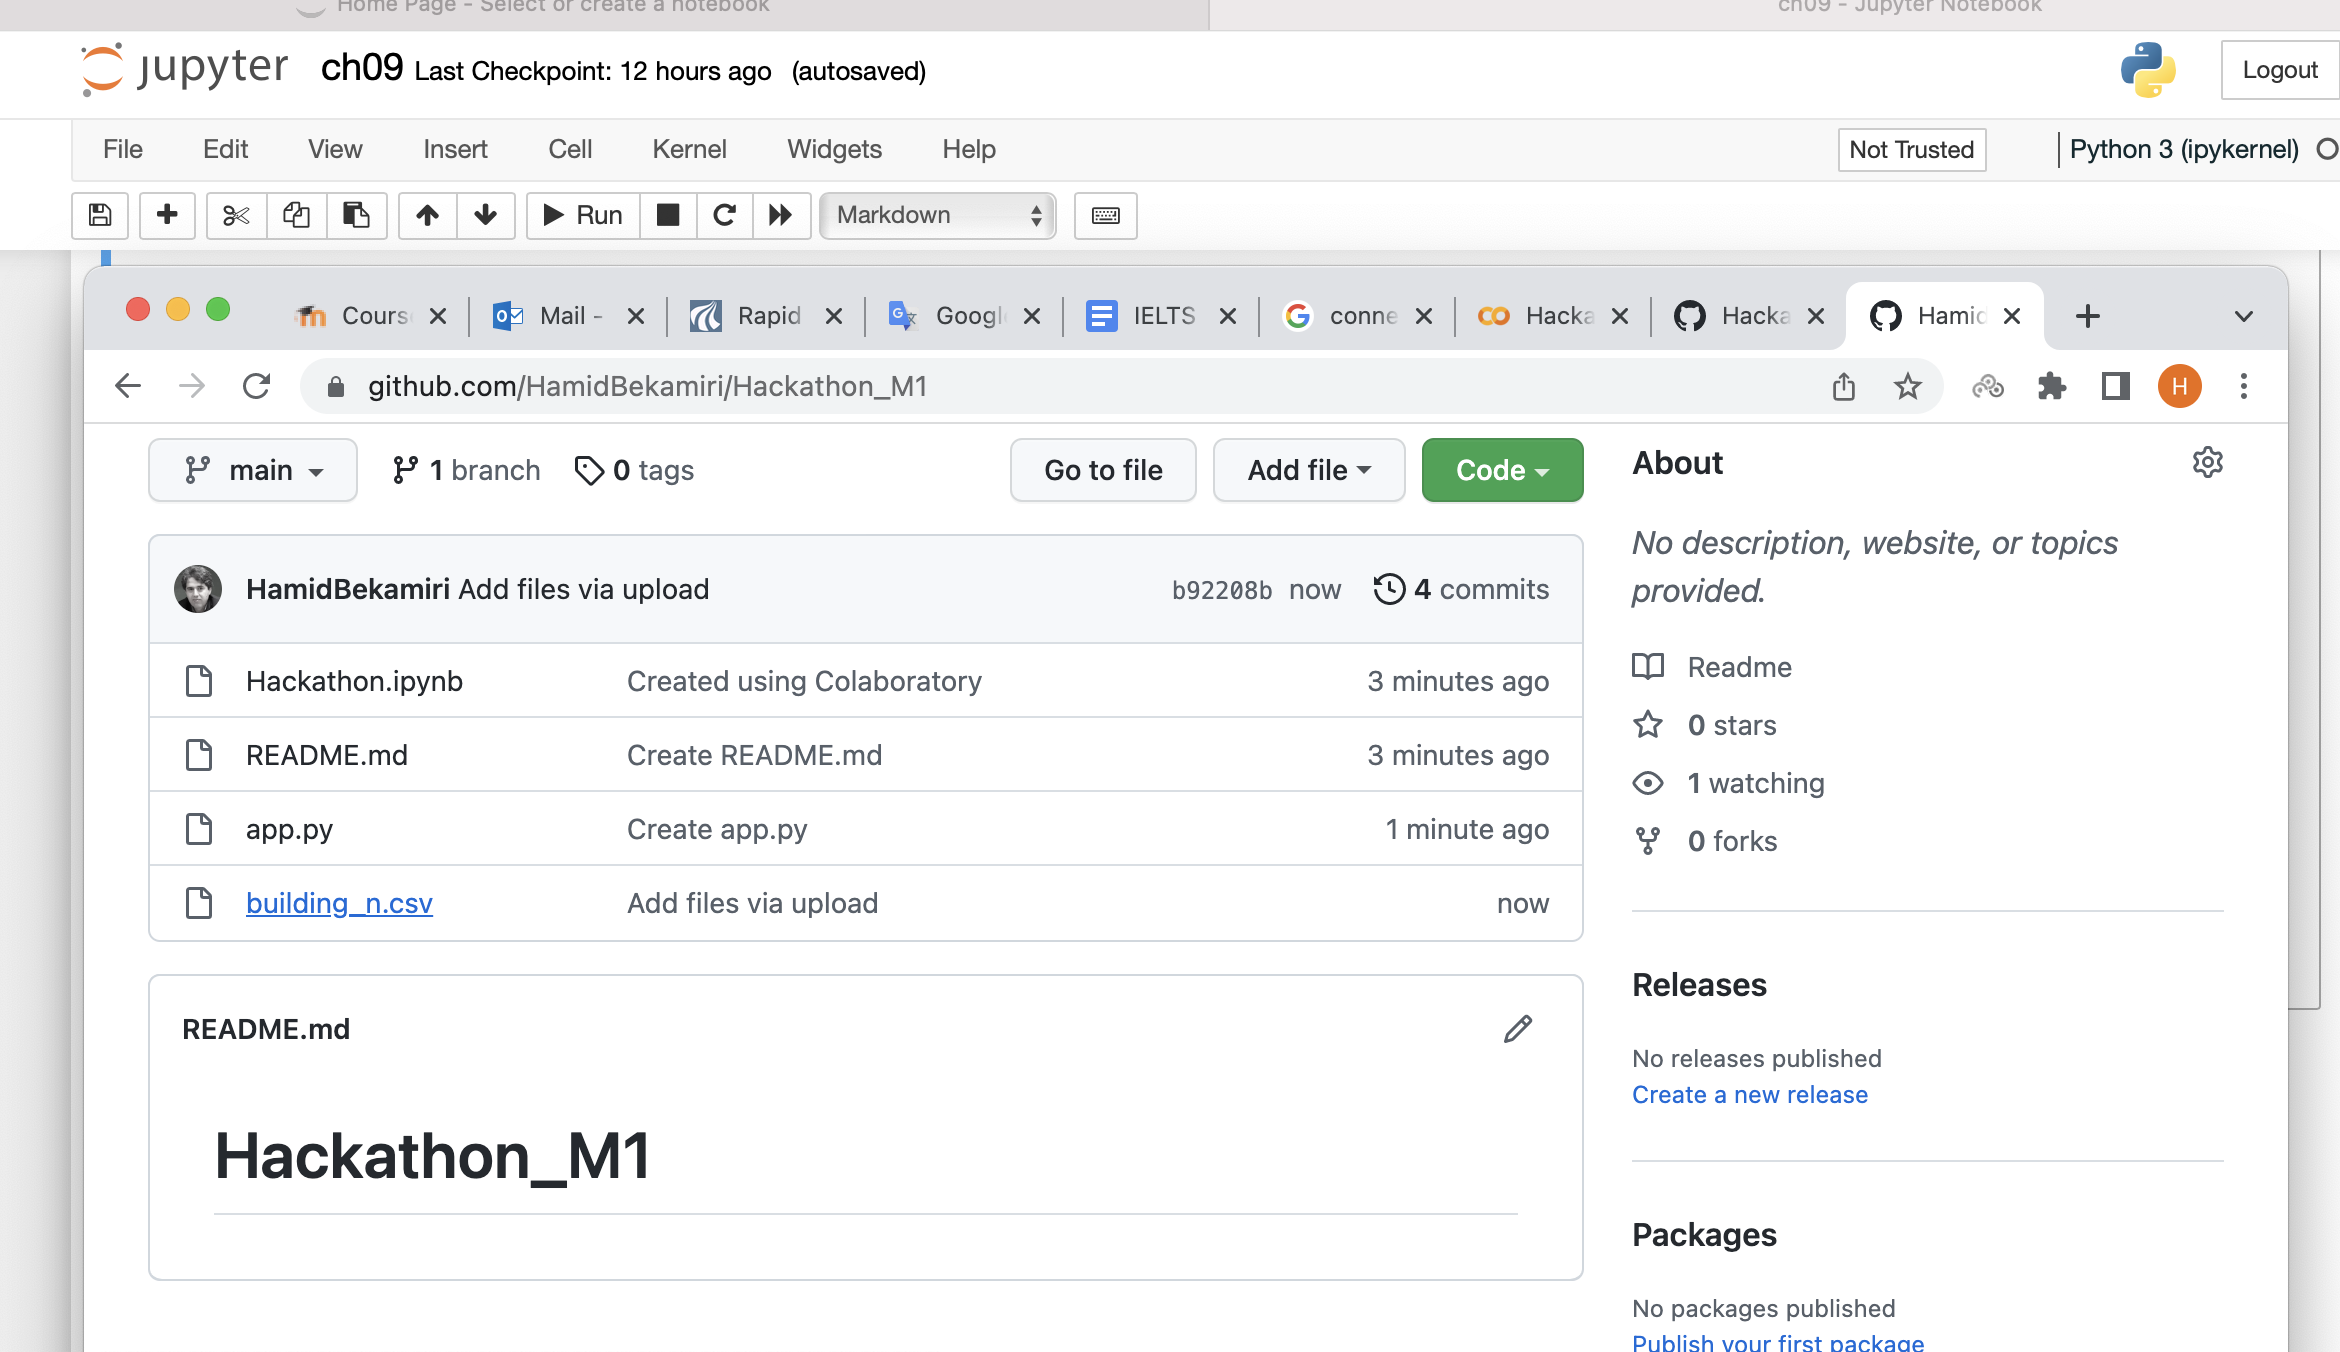 Home Page - Select or create a notebook
ch09 - Jupyter Notebook
jupyter ch09 Last Checkpoint: 12 hours ago (autosaved)
Logout
File Edit View Insert Cell Kernel Widgets Help
Not Trusted
Python 3 (ipykernel)
Run
Markdown
Cours
Mail -
Rapid
Googl
IELTS
conne
Hacka
Hacka
Hamid
github.com/HamidBekamiri/Hackathon_M1
H
main
1 branch
0 tags
Go to file
Add file
Code
HamidBekamiri Add files via upload
b92208b now
4 commits
Hackathon.ipynb Created using Colaboratory 3 minutes ago
README.md Create README.md 3 minutes ago
app.py Create app.py 1 minute ago
building_n.csv Add files via upload now
README.md
Hackathon_M1
About
No description, website, or topics
provided.
Readme
0 stars
1 watching
0 forks
Releases
No releases published
Create a new release
Packages
No packages published
Publish your first package